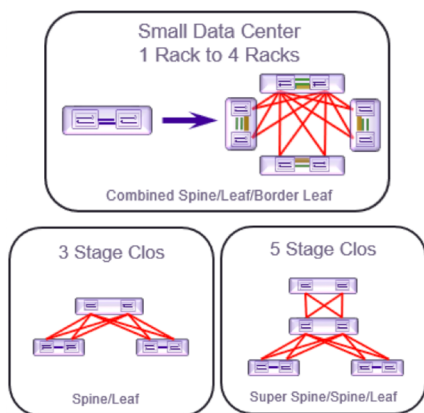 Small Data Center
1 Rack to 4 Racks
Combined Spine/Leaf/Border Leaf
3 Stage Clos
Spine/Leaf
5 Stage Clos
Super Spine/Spine/Leaf